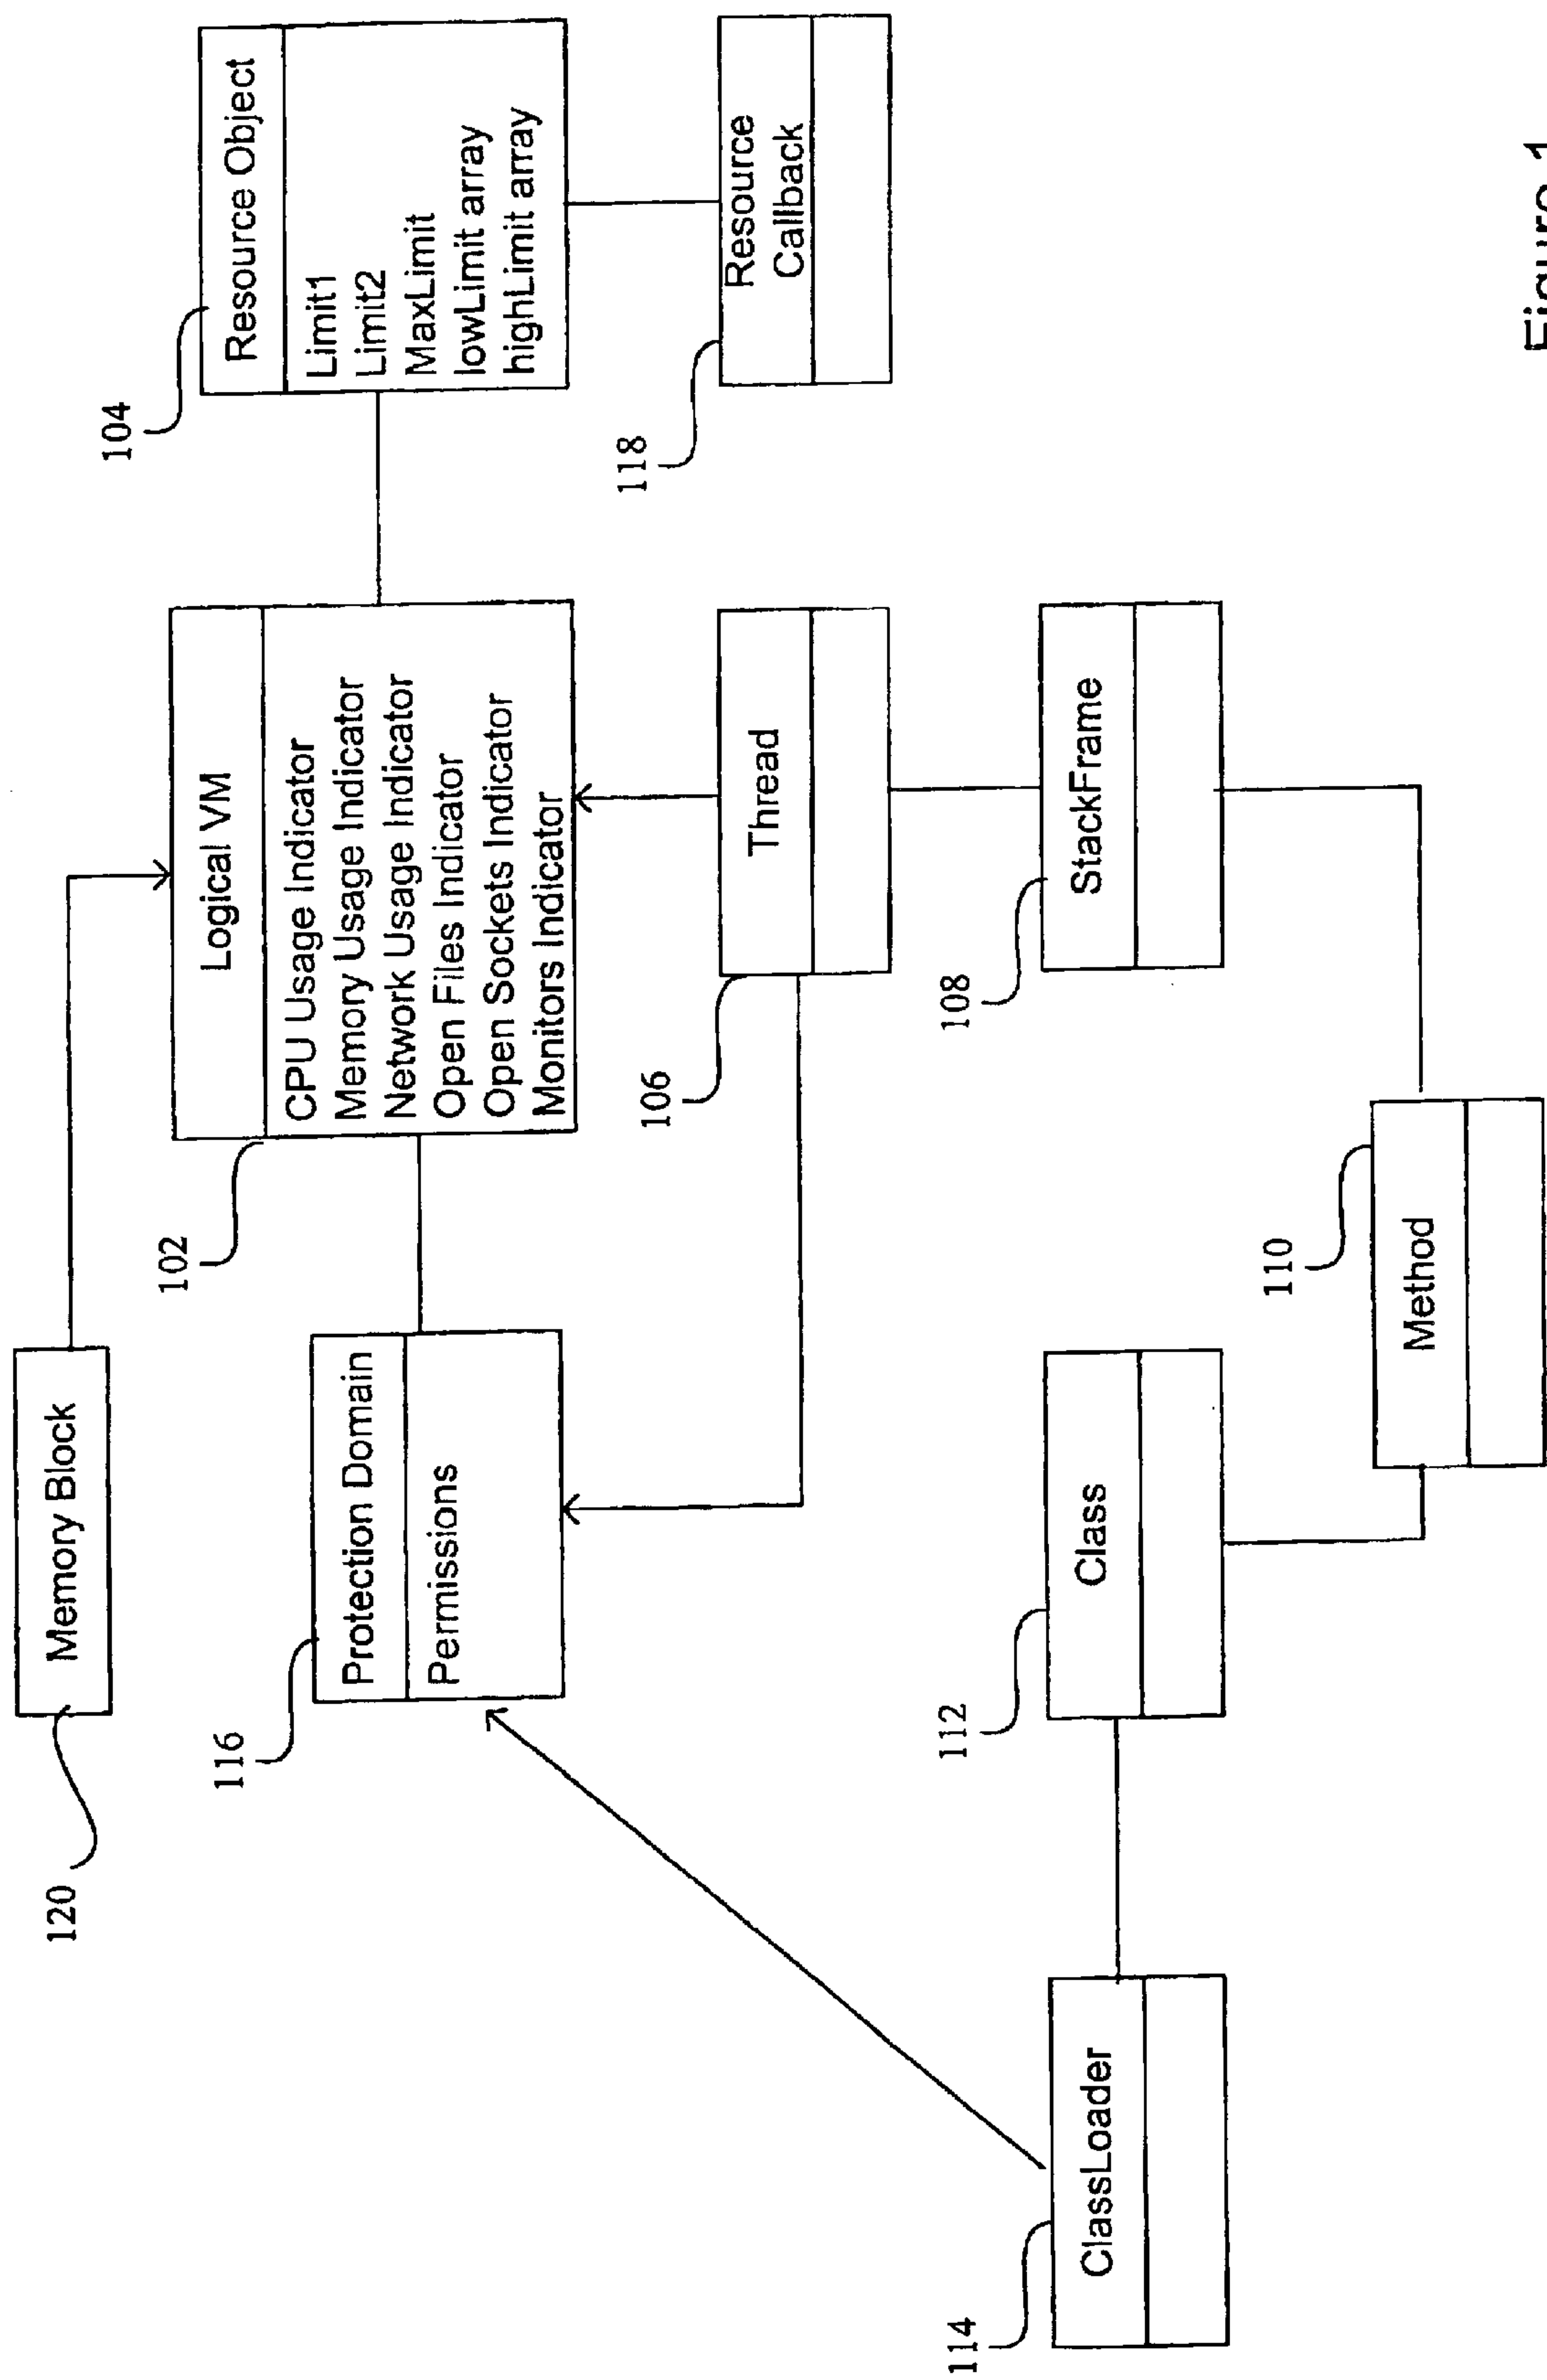 120
Memory Block
116
Protection Domain
Permissions
102
Logical VM
CPU Usage Indicator
Memory Usage Indicator
Network Usage Indicator
Open Files Indicator
Open Sockets Indicator
Monitors Indicator
104
Resource Object
Limit1
Limit2
MaxLimit
lowLimit array
highLimit array
118
Resource
Callback
106
Thread
114
ClassLoader
112
Class
108
StackFrame
110
Method
Figure 1